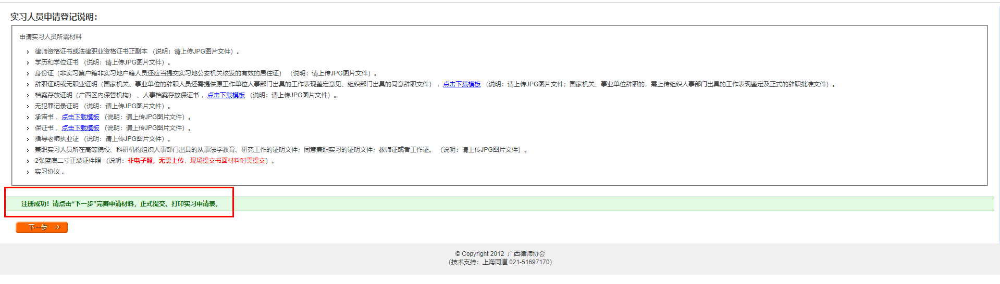 实习人员申请登记说明：
申请实习人员所需材料
律师资格证书或法律职业资格证书正副本 （说明：请上传JPG图片文件）。
学历和学位证书 （说明：请上传JPG图片文件）。
身份证（非实习第户籍非实习地户籍人员还应当提交实习地公安机关核发的有效的居住证） （说明：请上传JPG图片文件）。
辞职证明或无职业证明（国家机关、事业单位的辞职人员还需提供原工作单位人事部门出具的工作表现鉴定意见、组织部门出具的同意辞职文件） ，点击下载模板 （说明：请上传JPG图片文件；国家机关、事业单位辞职的，需上传组织人事部门出具的工作表现鉴定及正式的辞职批准文件）。
档案存放证明（广西区内保管机构） 、人事档案存放保证书 ，点击下载模板 （说明：请上传JPG图片文件）。
无犯罪记录证明 （说明：请上传JPG图片文件）。
承诺书 ，点击下载模板 （说明：请上传JPG图片文件）。
保证书 ，点击下载模板 （说明：请上传JPG图片文件）。
指导老师执业证 （说明：请上传JPG图片文件）。
兼职实习人员所在高等院校、科研机构组织人事部门出具的从事法学教育、研究工作的证明文件；同意兼职实习的证明文件；教师证或者工作证。 （说明：请上传JPG图片文件）。
2张蓝底二寸正装证件照 （说明：非电子照，无需上传，现场提交书面材料时需提交）。
实习协议 。
注册成功！请点击“下一步”完善申请材料，正式提交、打印实习申请表。
下一步 >>
© Copyright 2012 广西律师协会
（技术支持：上海同道 021-51697170）